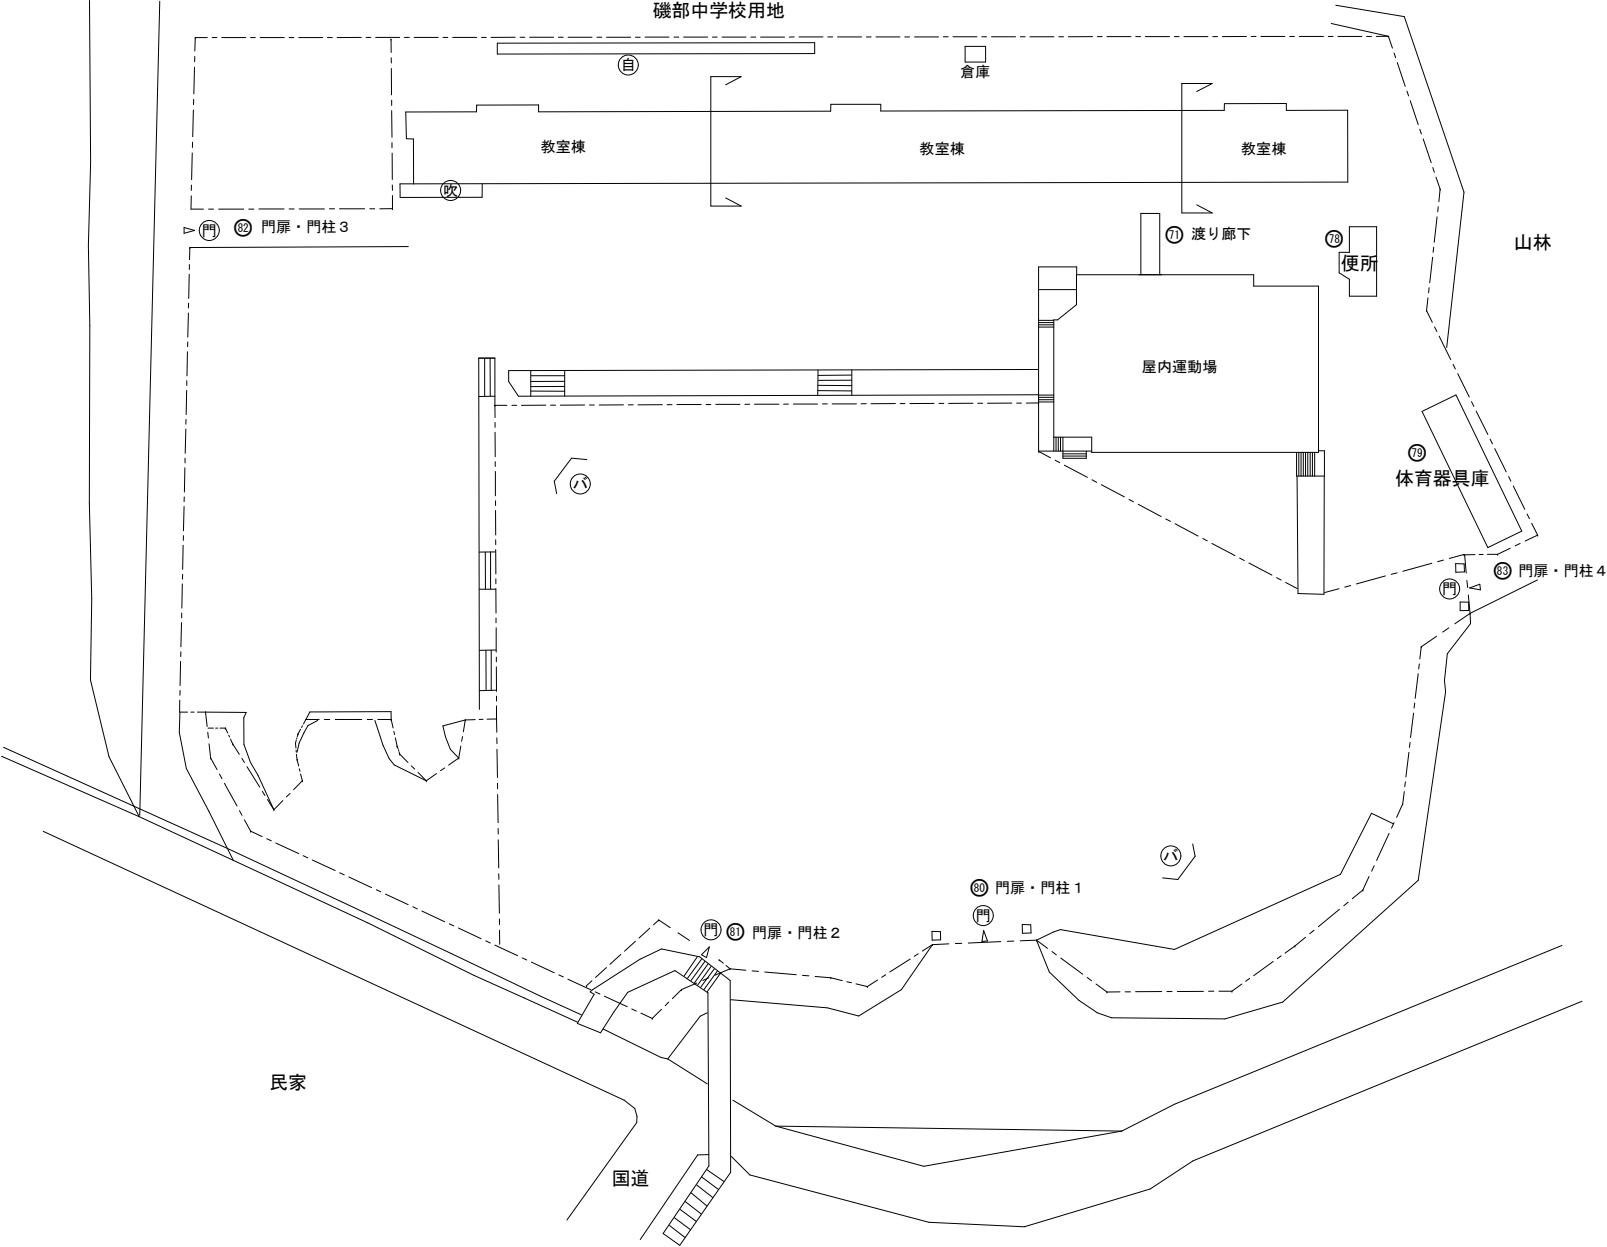 磯部中学校用地
自
倉庫
教室棟
教室棟
教室棟
吹
門 82 門扉・門柱3
71 渡り廊下
78
便所
山林
屋内運動場
79
体育器具庫
バ
83 門扉・門柱4
門
バ
80 門扉・門柱1
門
門 81 門扉・門柱2
民家
国道